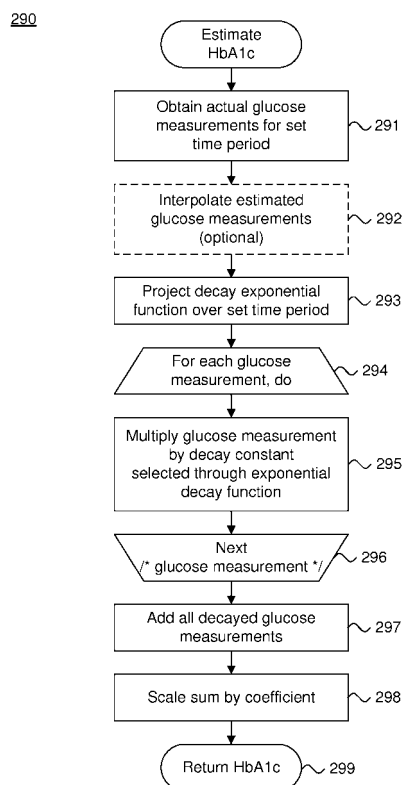 290
Estimate
HbA1c
Obtain actual glucose
measurements for set
time period
291
Interpolate estimated
glucose measurements
(optional)
292
Project decay exponential
function over set time period
293
For each glucose
measurement, do
294
Multiply glucose measurement
by decay constant
selected through exponential
decay function
295
Next
/* glucose measurement */
296
Add all decayed glucose
measurements
297
Scale sum by coefficient
298
Return HbA1c
299